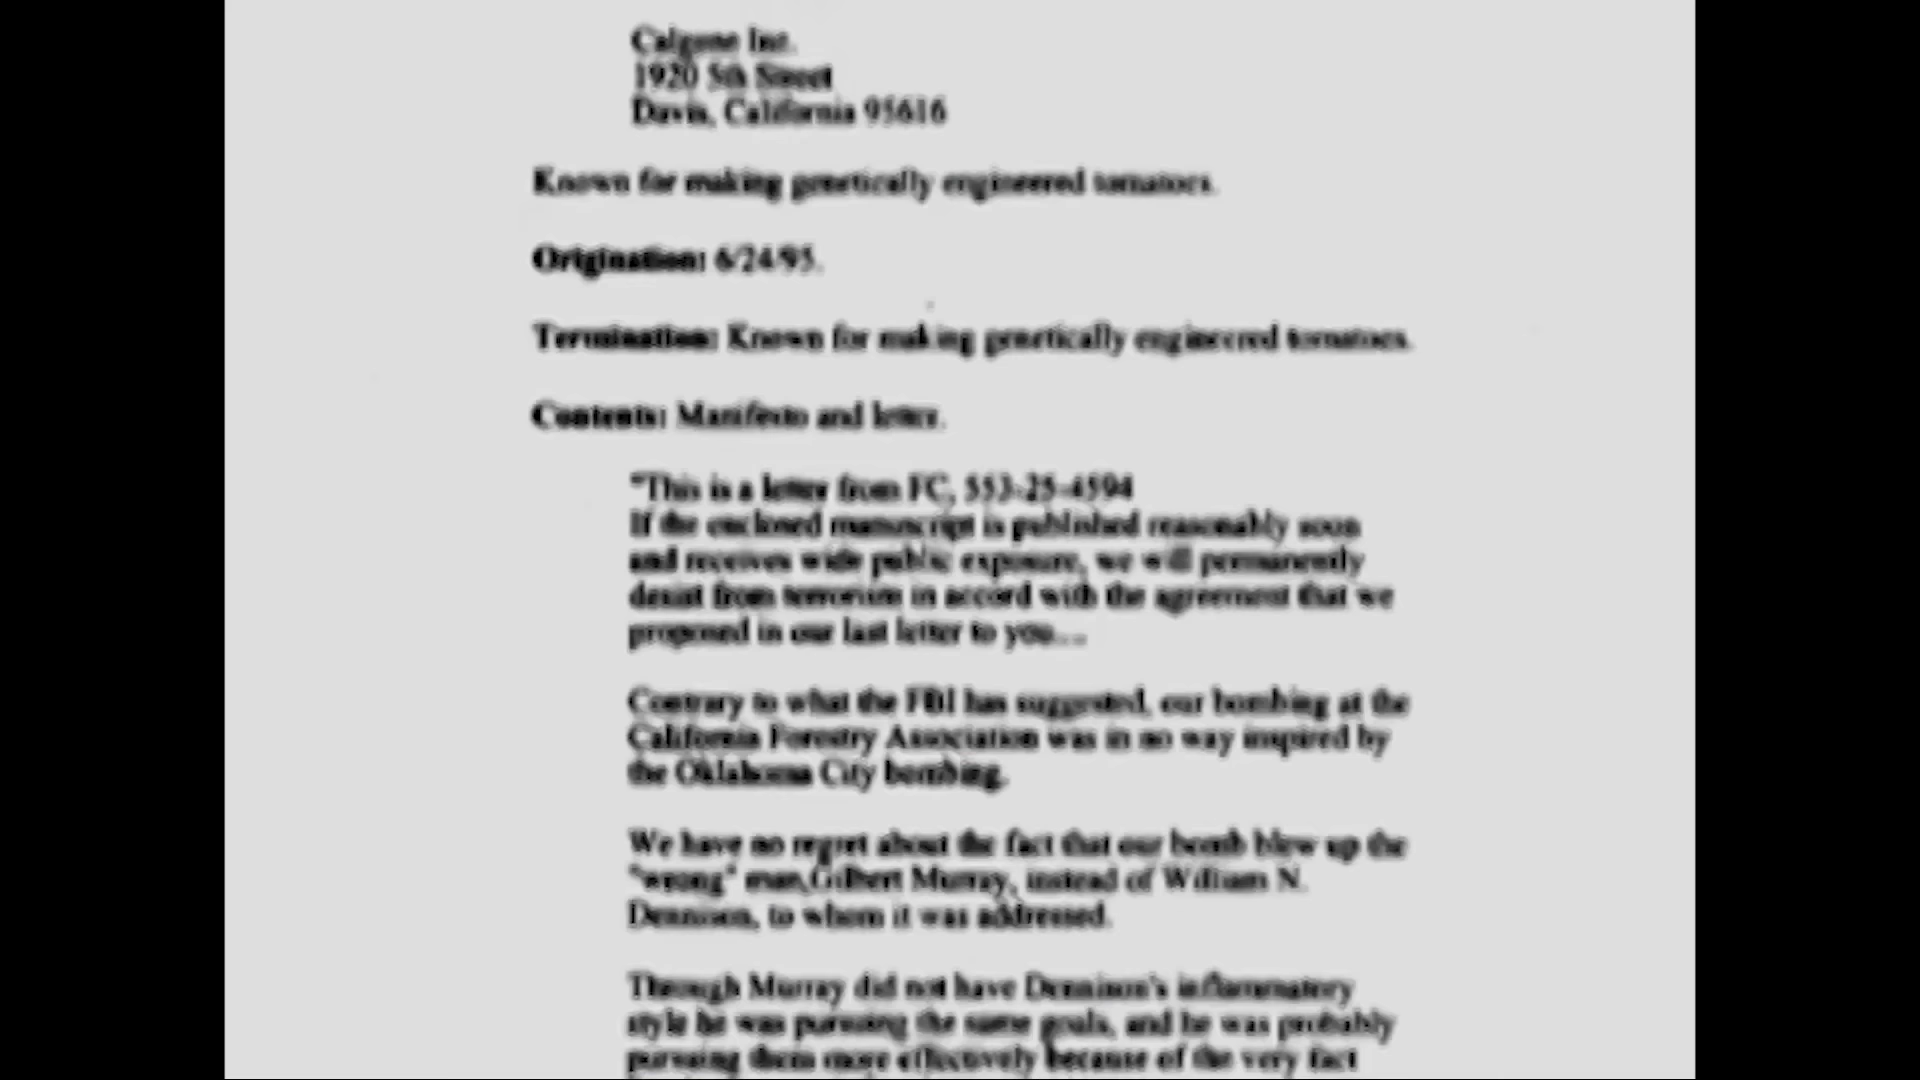 Calgene Inc.
1920 5th Street
Davis, California 95616
Known for making genetically engineered tomatoes.
Origination: 6/24/95.
Termination: Known for making genetically engineered tomatoes.
Contents: Manifesto and letter.
"This is a letter from FC, 553-25-4594
If the enclosed manuscript is published reasonably soon
and receives wide public exposure, we will permanently
desist from terrorism in accord with the agreement that we
proposed in our last letter to you...
Contrary to what the FBI has suggested, our bombing at the
California Forestry Association was in no way inspired by
the Oklahoma City bombing.
We have no regret about the fact that our bomb blew up the
"wrong" man,Gilbert Murray, instead of William N.
Dennison, to whom it was addressed.
Through Murray did not have Dennison's inflammatory
style he was pursuing the same goals, and he was probably
pursuing them more effectively because of the very fact